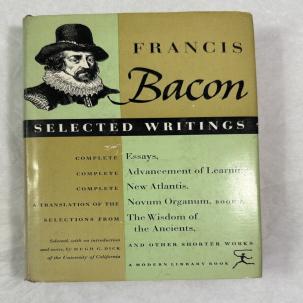 FRANCIS
Bacon
SELECTED WRITINGS
COMPLETE Essays,
COMPLETE Advancement of Learning,
COMPLETE New Atlantis,
A TRANSLATION OF THE Novum Organum, BOOK I,
SELECTIONS FROM The Wisdom of
the Ancients,
AND OTHER SHORTER WORKS
Selected, with an introduction
and notes, by HUGH G. DICK
of the University of California
A MODERN LIBRARY BOOK